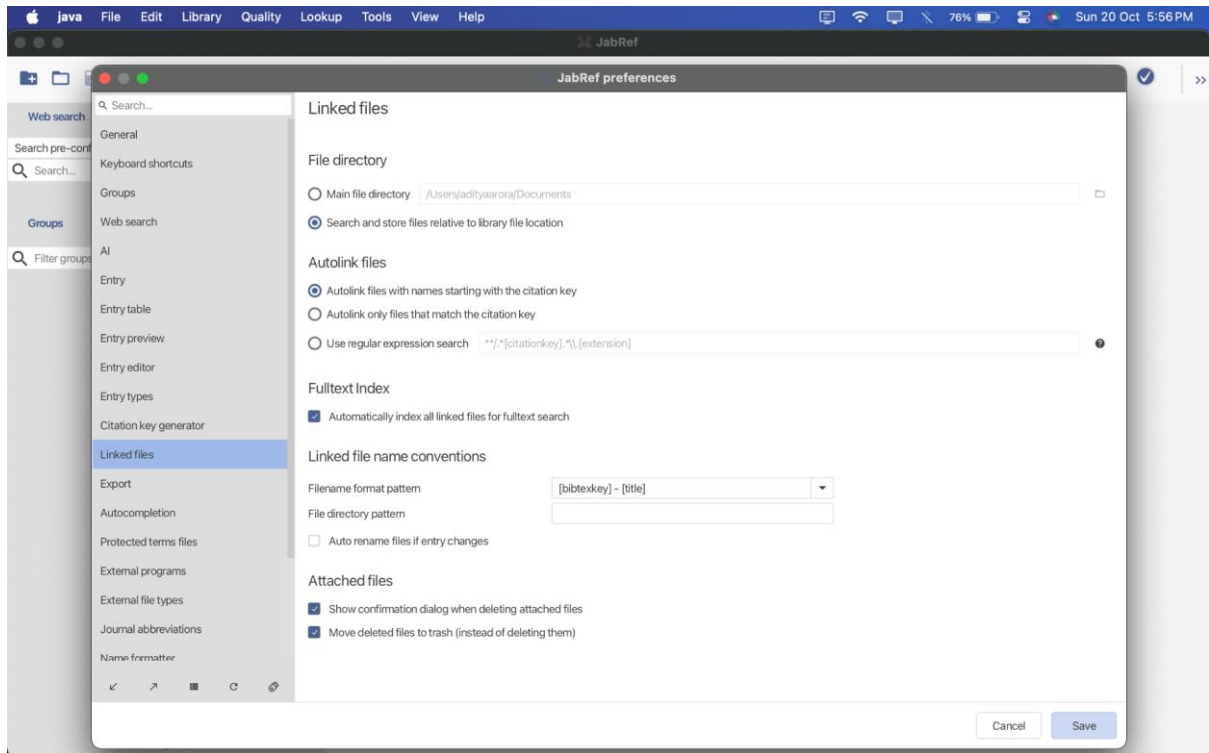 java File Edit Library Quality Lookup Tools View Help 76% Sun 20 Oct 5:56 PM
JabRef
JabRef preferences
Web search
Search pre-conf
Search...
Groups
Filter groups
Search...
General
Keyboard shortcuts
Groups
Web search
AI
Entry
Entry table
Entry preview
Entry editor
Entry types
Citation key generator
Linked files
Export
Autocompletion
Protected terms files
External programs
External file types
Journal abbreviations
Name formatter
Linked files
File directory
Main file directory /Users/adityaarora/Documents
Search and store files relative to library file location
Autolink files
Autolink files with names starting with the citation key
Autolink only files that match the citation key
Use regular expression search **/.*[citationkey].*\\.[extension]
Fulltext Index
Automatically index all linked files for fulltext search
Linked file name conventions
Filename format pattern [bibtexkey] - [title]
File directory pattern
Auto rename files if entry changes
Attached files
Show confirmation dialog when deleting attached files
Move deleted files to trash (instead of deleting them)
Cancel Save